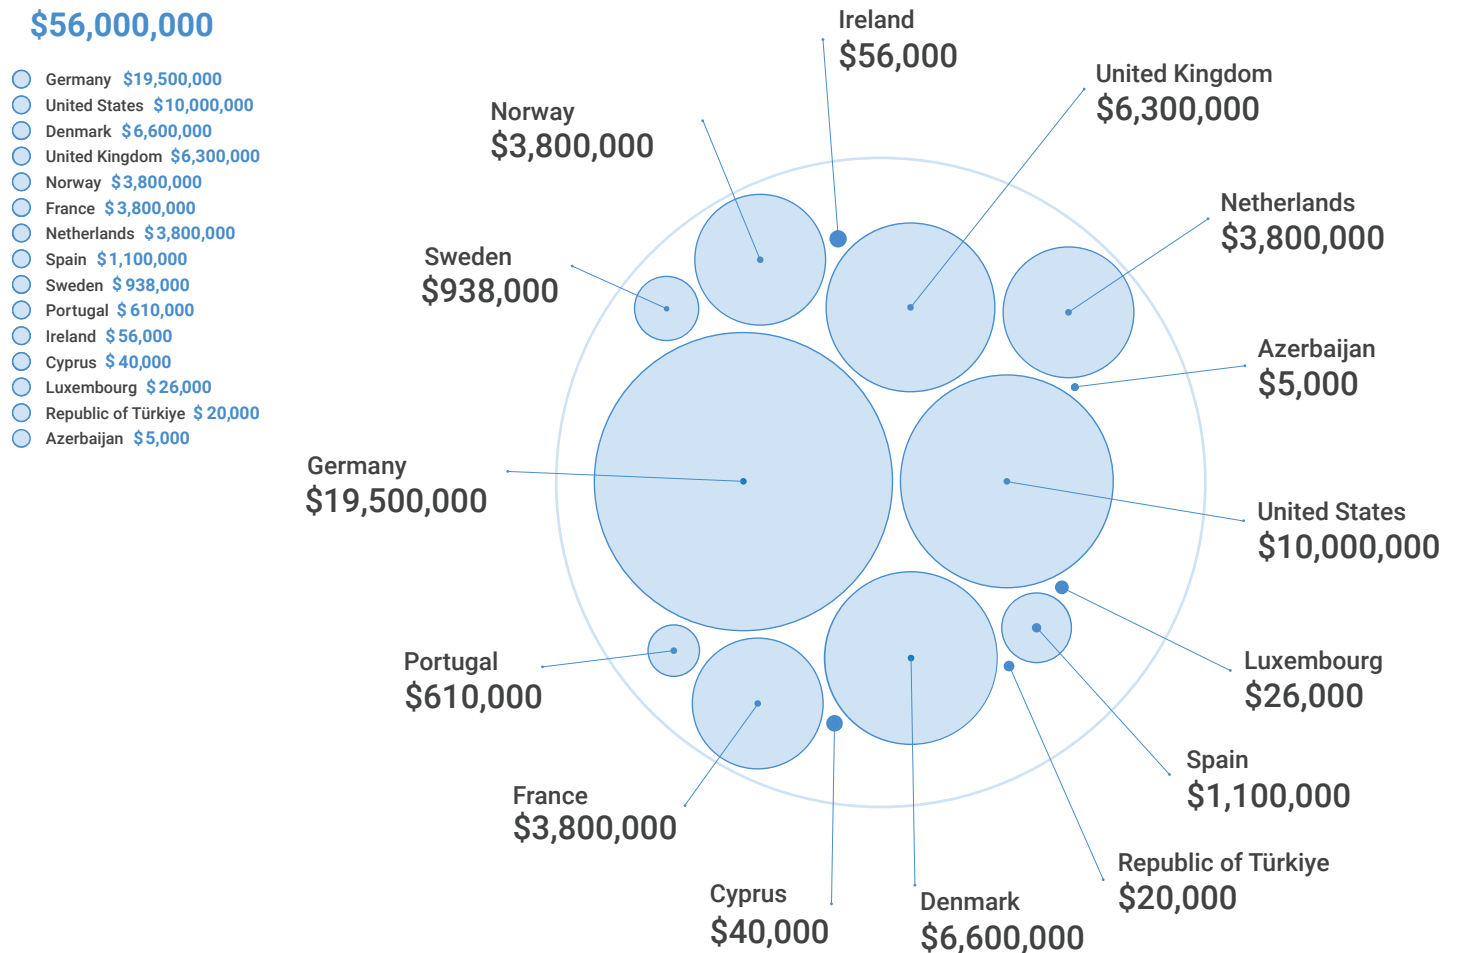 $56,000,000
Germany $19,500,000
United States $10,000,000
Denmark $6,600,000
United Kingdom $6,300,000
Norway $3,800,000
France $3,800,000
Netherlands $3,800,000
Spain $1,100,000
Sweden $938,000
Portugal $610,000
Ireland $56,000
Cyprus $40,000
Luxembourg $26,000
Republic of Türkiye $20,000
Azerbaijan $5,000
Ireland
$56,000
United Kingdom
$6,300,000
Norway
$3,800,000
Netherlands
$3,800,000
Sweden
$938,000
Azerbaijan
$5,000
Germany
$19,500,000
United States
$10,000,000
Portugal
$610,000
Luxembourg
$26,000
Spain
$1,100,000
France
$3,800,000
Republic of Türkiye
$20,000
Cyprus
$40,000
Denmark
$6,600,000